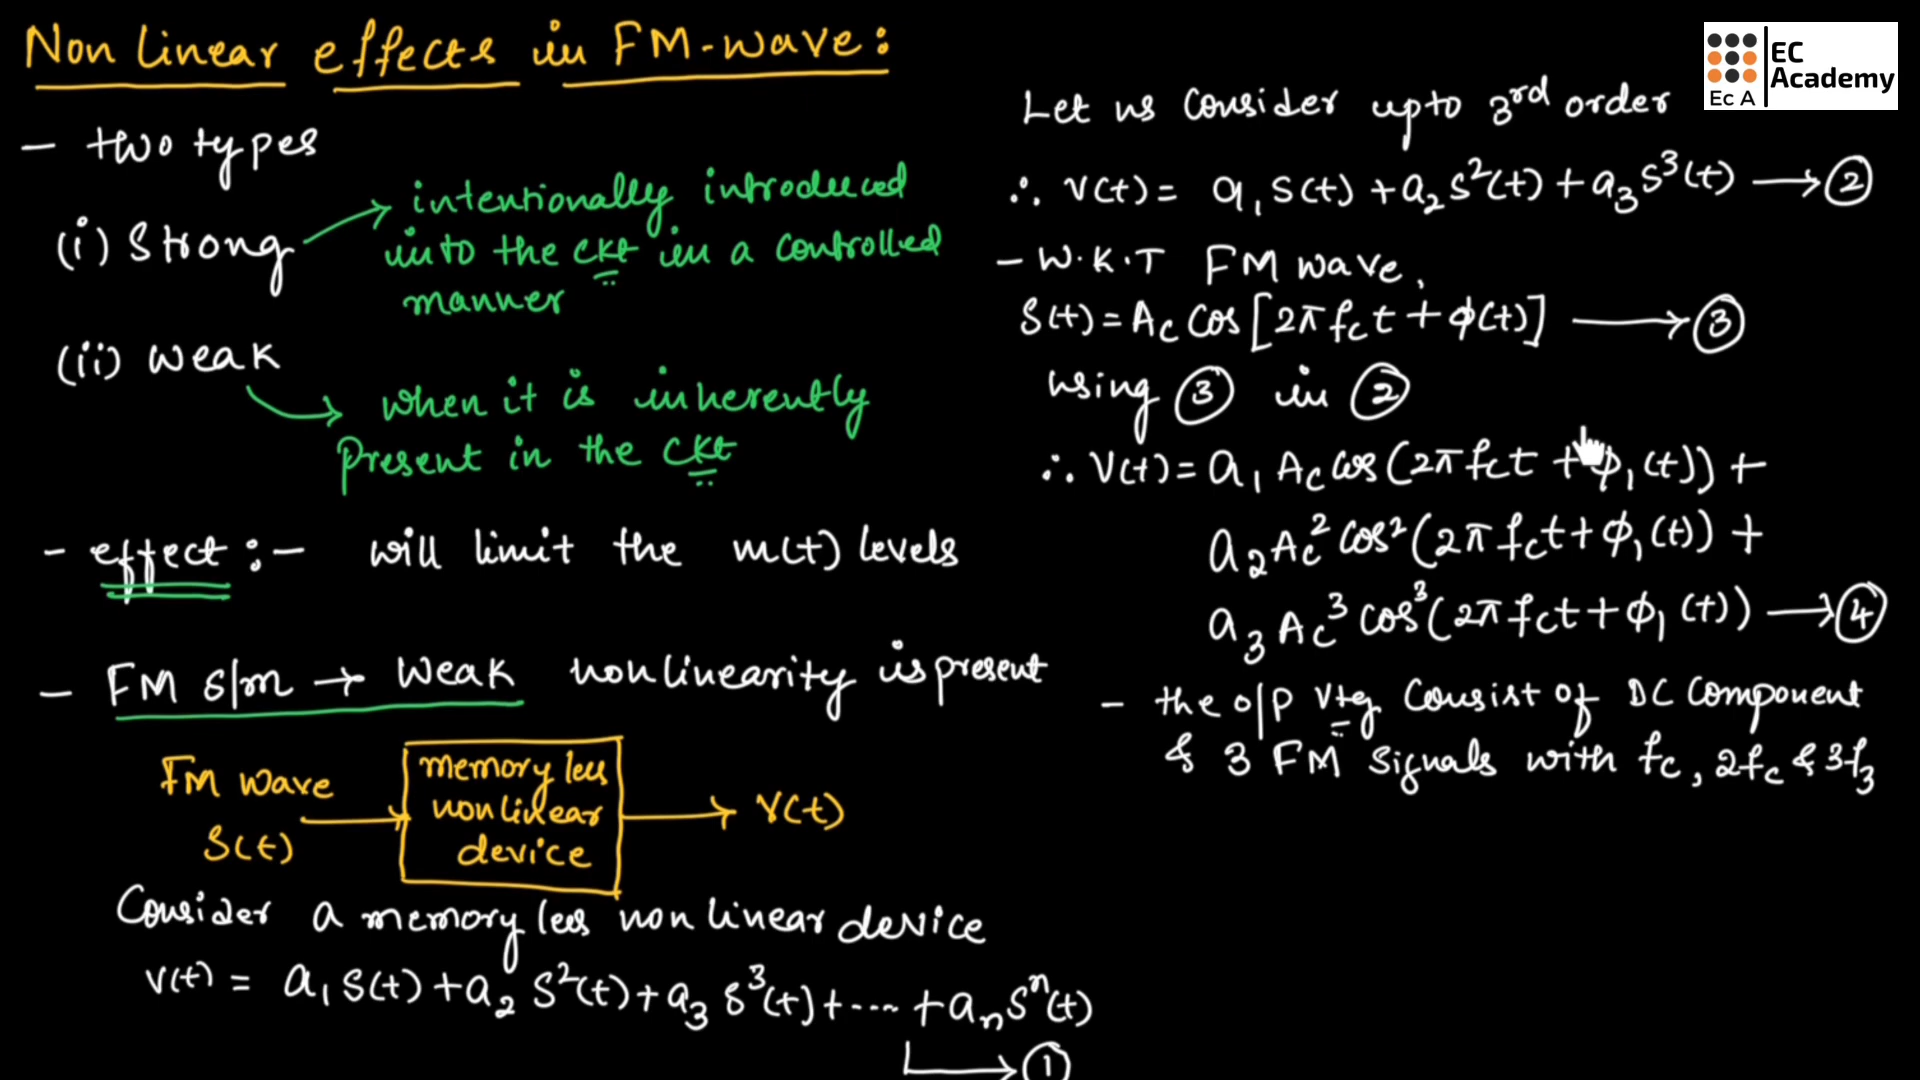 Non linear effects in FM-wave:
- two types
(i) Strong → intentionally introduced
into the ckt in a controlled
manner
(ii) weak
→ when it is inherently
present in the ckt
- effect :- will limit the m(t) levels
- FM s/m → weak nonlinearity is present
FM wave
S(t)
memory less
non linear
device
→ V(t)
Consider a memory less non linear device
v(t) = a₁ s(t) + a₂ s²(t) + a₃ s³(t) + ---- + aₙ sⁿ(t)
→ ①
EC
Academy
Ec A
Let us consider upto 3rd order
∴ v(t) = a₁ s(t) + a₂ s²(t) + a₃ s³(t) → ②
- W.K.T FM wave,
S(t) = Ac cos [2π fc t + φ(t)] → ③
using ③ in ②
∴ V(t) = a₁ Ac cos (2π fc t + φ₁(t)) +
a₂ Ac² cos² (2π fc t + φ₁(t)) +
a₃ Ac³ cos³ (2π fc t + φ₁(t)) → ④
- the o/p vtg consist of DC component
& 3 FM signals with fc, 2fc & 3f₃